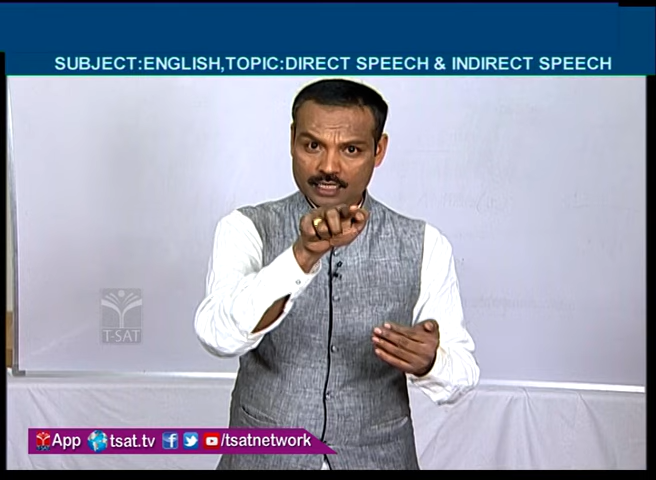 SUBJECT:ENGLISH,TOPIC:DIRECT SPEECH & INDIRECT SPEECH
T-SAT
App tsat.tv /tsatnetwork